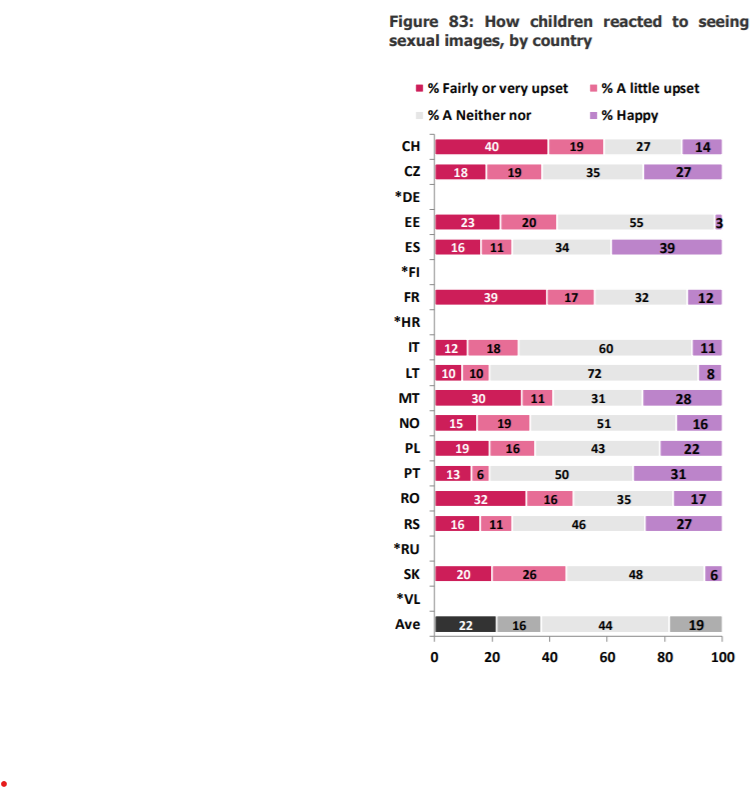 Figure 83: How children reacted to seeing
sexual images, by country
% Fairly or very upset % A little upset
% A Neither nor % Happy
CH 40 19 27 14
CZ 18 19 35 27
*DE
EE 23 20 55 3
ES 16 11 34 39
*FI
FR 39 17 32 12
*HR
IT 12 18 60 11
LT 10 10 72 8
MT 30 11 31 28
NO 15 19 51 16
PL 19 16 43 22
PT 13 6 50 31
RO 32 16 35 17
RS 16 11 46 27
*RU
SK 20 26 48 6
*VL
Ave 22 16 44 19
0 20 40 60 80 100